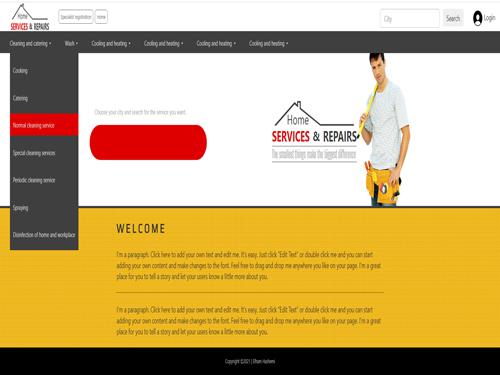 Home
SERVICES & REPAIRS
Specialist registration
Home
City
Search
Login
Cleaning and catering
Wash
Cooling and heating
Cooling and heating
Cooling and heating
Cooling and heating
Cooking
Catering
Normal cleaning service
Special cleaning services
Periodic cleaning service
Spraying
Disinfection of home and workplace
Choose your city and search for the service you want.
Home
SERVICES & REPAIRS
The smallest things make the biggest difference
WELCOME
I'm a paragraph. Click here to add your own text and edit me. It's easy. Just click "Edit Text" or double click me and you can start
adding your own content and make changes to the font. Feel free to drag and drop me anywhere you like on your page. I'm a great
place for you to tell a story and let your users know a little more about you.
I'm a paragraph. Click here to add your own text and edit me. It's easy. Just click "Edit Text" or double click me and you can start
adding your own content and make changes to the font. Feel free to drag and drop me anywhere you like on your page. I'm a great
place for you to tell a story and let your users know a little more about you.
Copyright ©2021 | Elham Hashemi